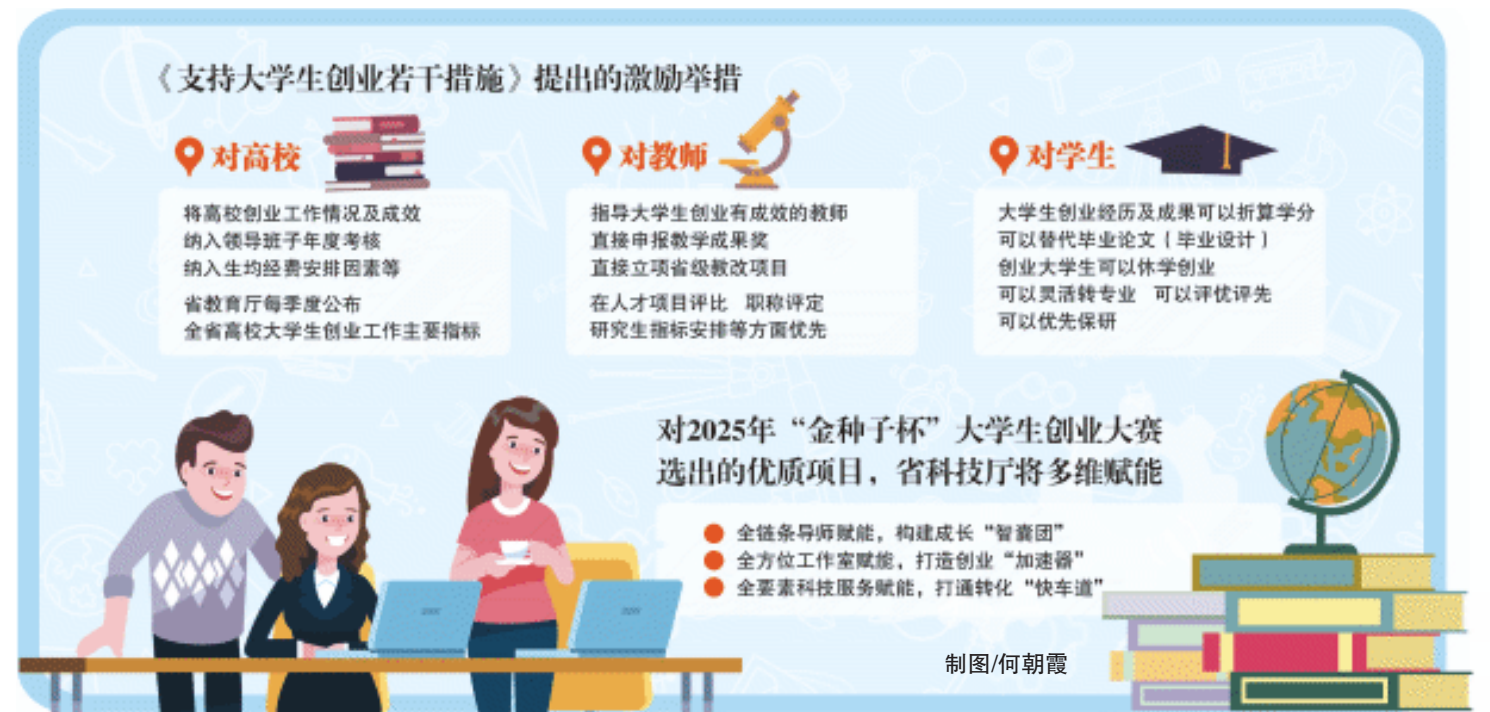 《支持大学生创业若干措施》提出的激励举措
对高校
将高校创业工作情况及成效
纳入领导班子年度考核
纳入生均经费安排因素等
省教育厅每季度公布
全省高校大学生创业工作主要指标
对教师
指导大学生创业有成效的教师
直接申报教学成果奖
直接立项省级教改项目
在人才项目评比 职称评定
研究生指标安排等方面优先
对学生
大学生创业经历及成果可以折算学分
可以替代毕业论文（毕业设计）
创业大学生可以休学创业
可以灵活转专业 可以评优评先
可以优先保研
对2025年“金种子杯”大学生创业大赛
选出的优质项目，省科技厅将多维赋能
全链条导师赋能，构建成长“智囊团”
全方位工作室赋能，打造创业“加速器”
全要素科技服务赋能，打通转化“快车道”
制图/何朝霞